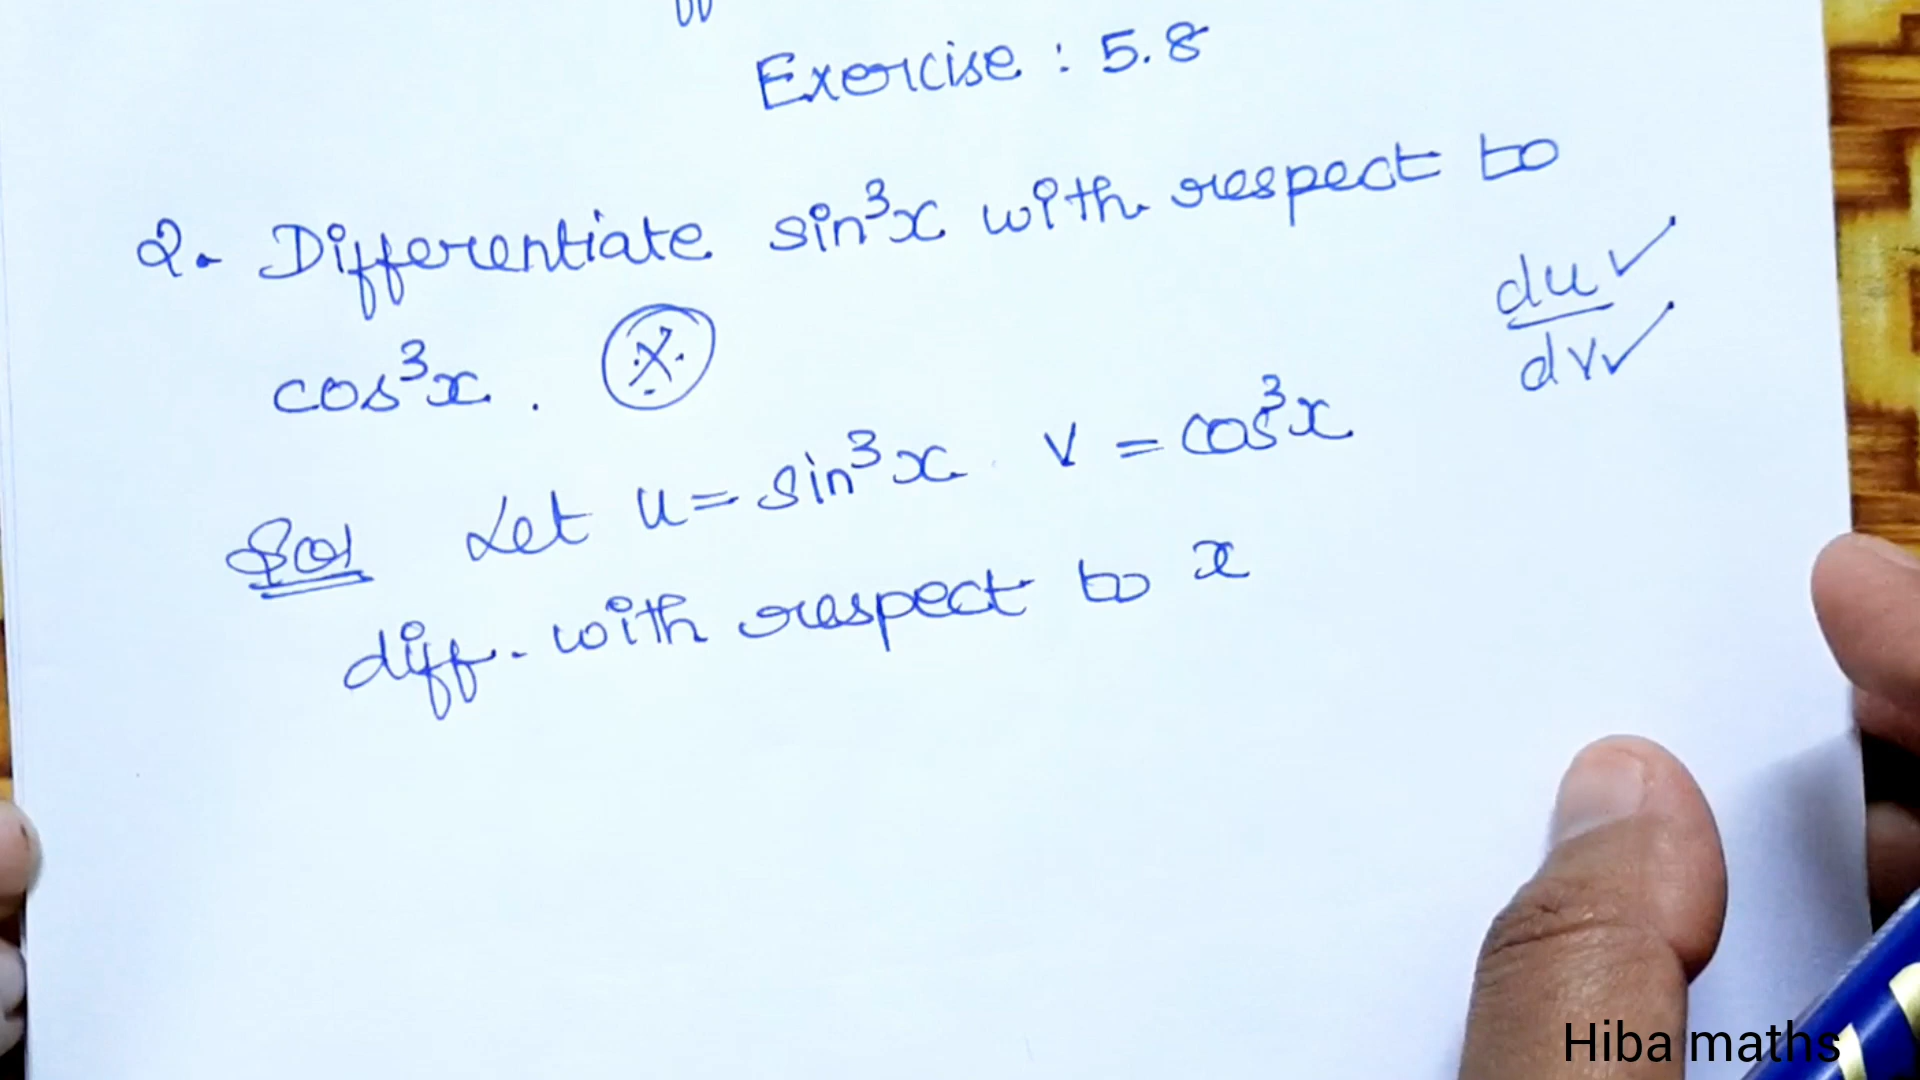 Exercise : 5.8
2. Differentiate sin³x with respect to
cos³x.
du
dv
Sol Let u = sin³x v = cos³x
diff. with respect to x
Hiba maths